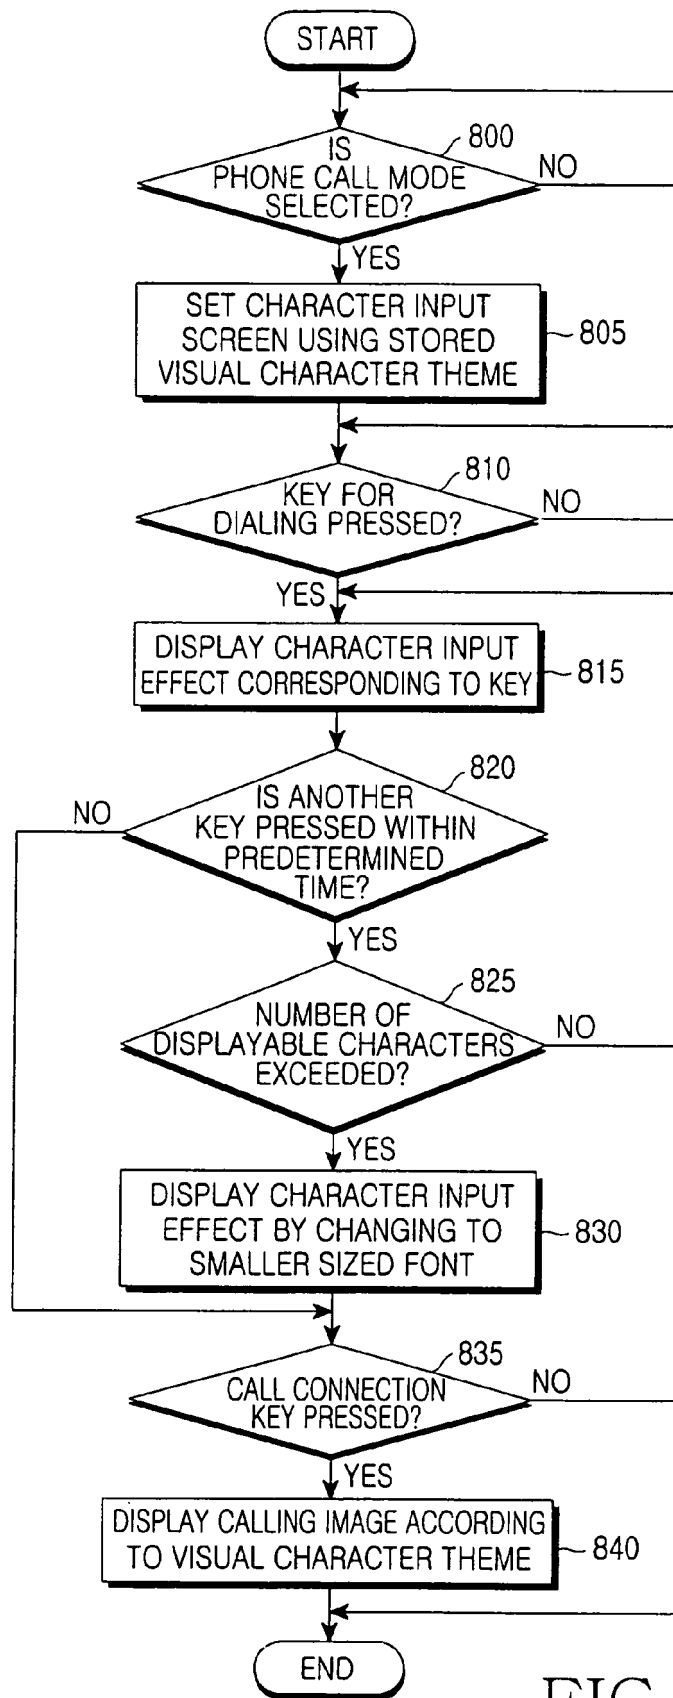 START
800
IS
PHONE CALL MODE
SELECTED?
NO
YES
SET CHARACTER INPUT
SCREEN USING STORED
VISUAL CHARACTER THEME
805
810
KEY FOR
DIALING PRESSED?
NO
YES
DISPLAY CHARACTER INPUT
EFFECT CORRESPONDING TO KEY
815
820
NO
IS ANOTHER
KEY PRESSED WITHIN
PREDETERMINED
TIME?
YES
825
NUMBER OF
DISPLAYABLE CHARACTERS
EXCEEDED?
NO
YES
DISPLAY CHARACTER INPUT
EFFECT BY CHANGING TO
SMALLER SIZED FONT
830
835
CALL CONNECTION
KEY PRESSED?
NO
YES
DISPLAY CALLING IMAGE ACCORDING
TO VISUAL CHARACTER THEME
840
END